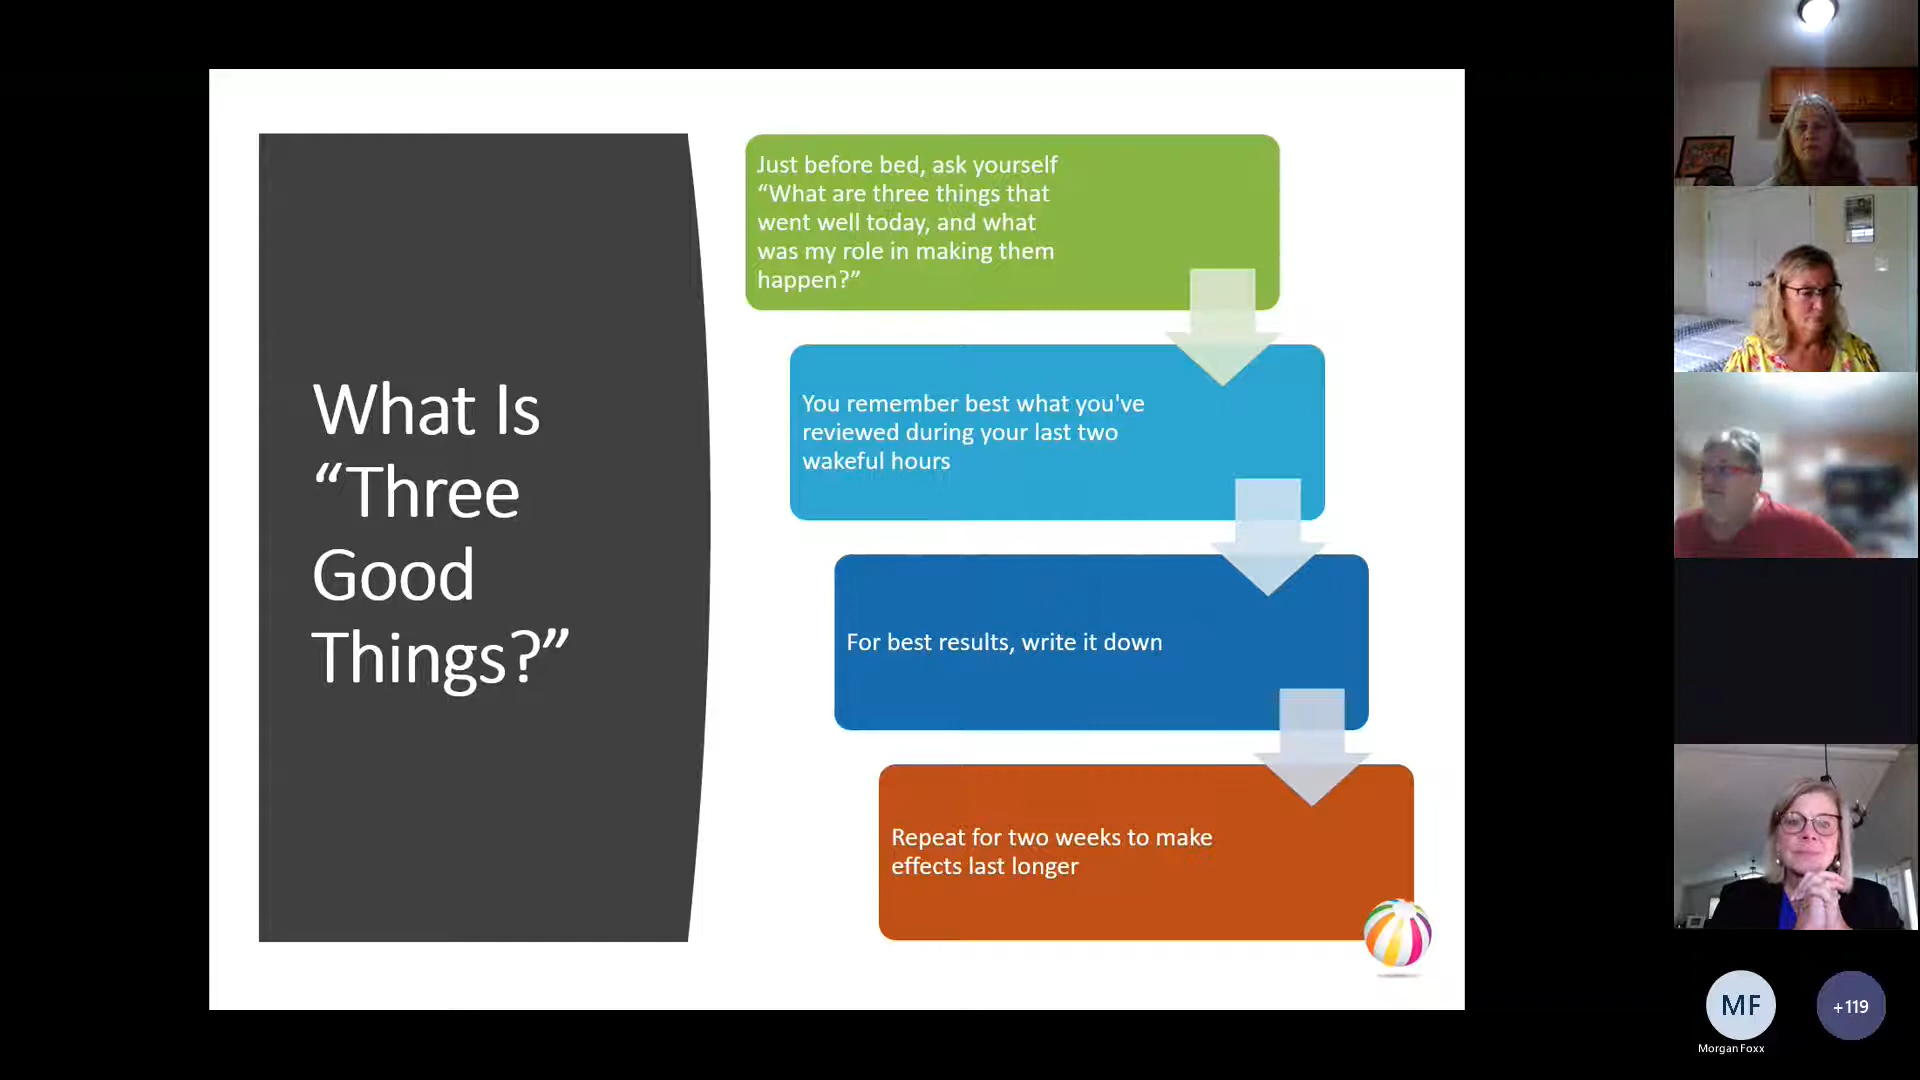 What Is
“Three
Good
Things?”
Just before bed, ask yourself
“What are three things that
went well today, and what
was my role in making them
happen?”
You remember best what you've
reviewed during your last two
wakeful hours
For best results, write it down
Repeat for two weeks to make
effects last longer
MF
+119
Morgan Foxx